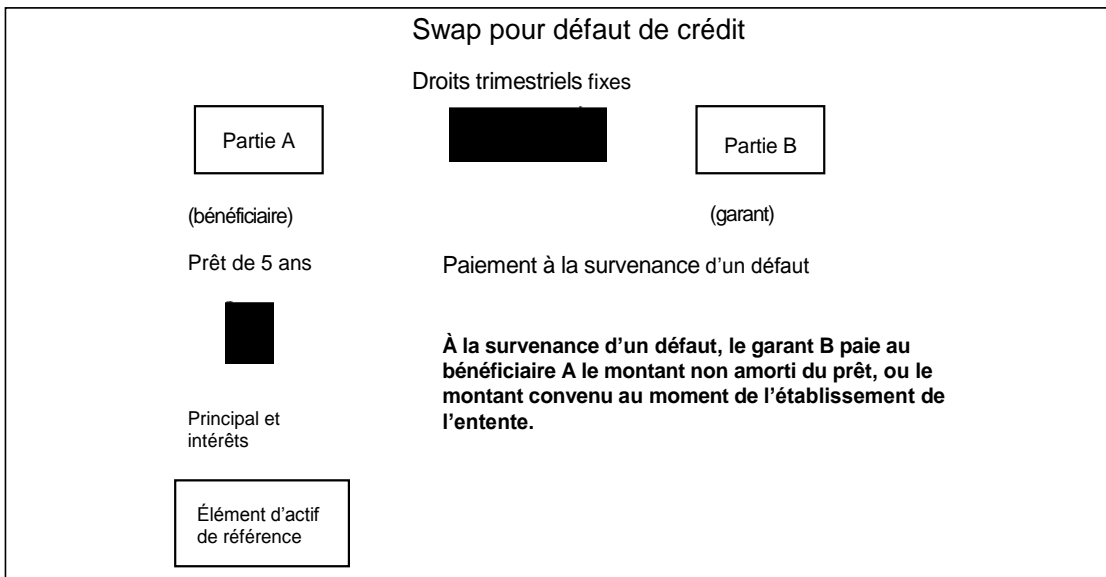 Swap pour défaut de crédit
Droits trimestriels fixes
Partie A
Partie B
(bénéficiaire)
(garant)
Prêt de 5 ans
Paiement à la survenance d'un défaut
À la survenance d'un défaut, le garant B paie au
bénéficiaire A le montant non amorti du prêt, ou le
montant convenu au moment de l'établissement de
l'entente.
Principal et
intérêts
Élément d'actif
de référence